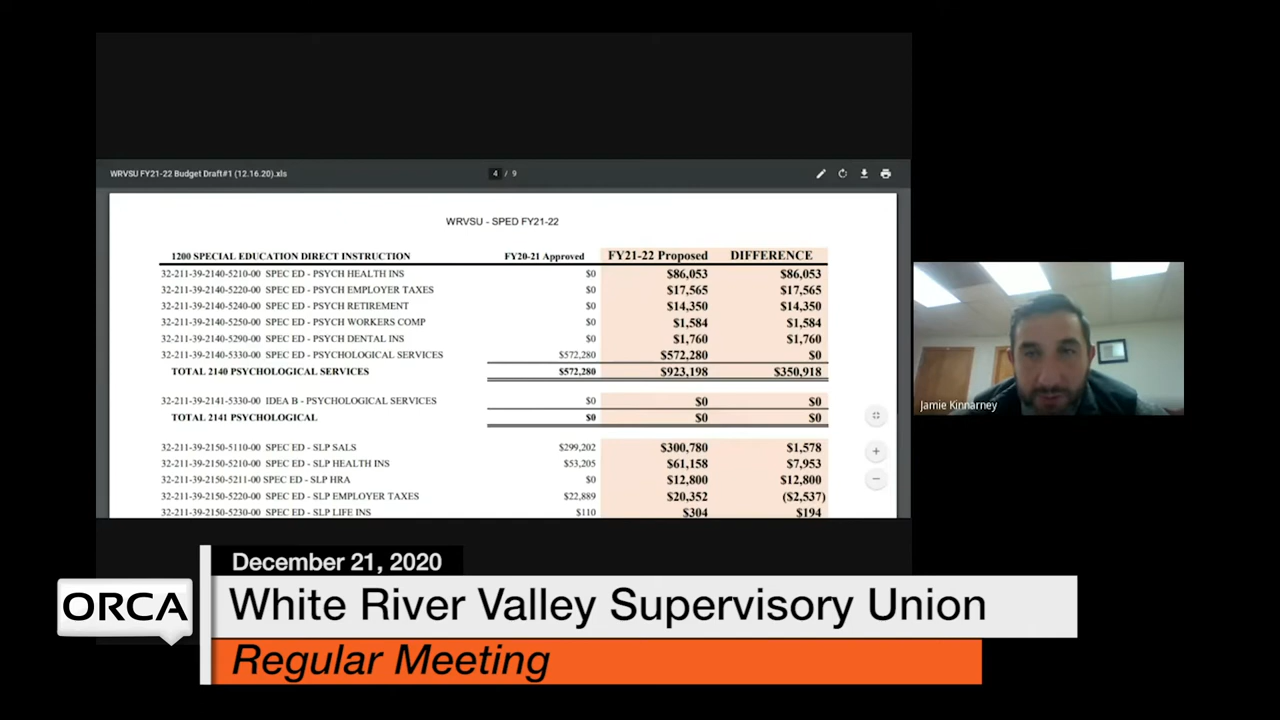 WRVSU FY21-22 Budget Draft#1 (12.16.20).xls 4 / 9
WRVSU - SPED FY21-22
1200 SPECIAL EDUCATION DIRECT INSTRUCTION FY20-21 Approved FY21-22 Proposed DIFFERENCE
32-211-39-2140-5210-00 SPEC ED - PSYCH HEALTH INS $0 $86,053 $86,053
32-211-39-2140-5220-00 SPEC ED - PSYCH EMPLOYER TAXES $0 $17,565 $17,565
32-211-39-2140-5240-00 SPEC ED - PSYCH RETIREMENT $0 $14,350 $14,350
32-211-39-2140-5250-00 SPEC ED - PSYCH WORKERS COMP $0 $1,584 $1,584
32-211-39-2140-5290-00 SPEC ED - PSYCH DENTAL INS $0 $1,760 $1,760
32-211-39-2140-5330-00 SPEC ED - PSYCHOLOGICAL SERVICES $572,280 $572,280 $0
TOTAL 2140 PSYCHOLOGICAL SERVICES $572,280 $923,198 $350,918
32-211-39-2141-5330-00 IDEA B - PSYCHOLOGICAL SERVICES $0 $0 $0
TOTAL 2141 PSYCHOLOGICAL $0 $0 $0
32-211-39-2150-5110-00 SPEC ED - SLP SALS $299,202 $300,780 $1,578
32-211-39-2150-5210-00 SPEC ED - SLP HEALTH INS $53,205 $61,158 $7,953
32-211-39-2150-5211-00 SPEC ED - SLP HRA $0 $12,800 $12,800
32-211-39-2150-5220-00 SPEC ED - SLP EMPLOYER TAXES $22,889 $20,352 ($2,537)
32-211-39-2150-5230-00 SPEC ED - SLP LIFE INS $110 $304 $194
Jamie Kinnarney
December 21, 2020
ORCA
White River Valley Supervisory Union
Regular Meeting